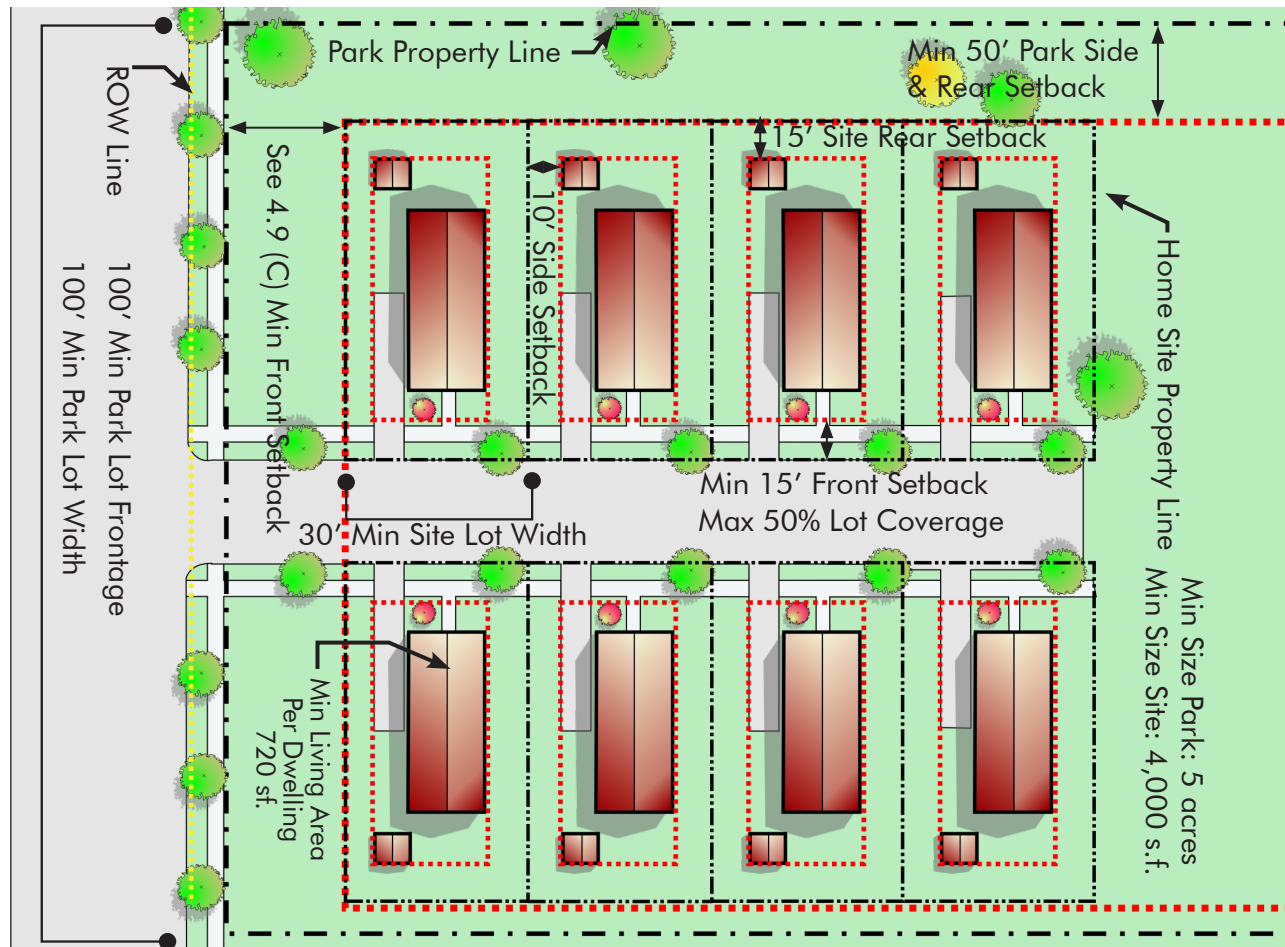 Park Property Line
Min 50’ Park Side
& Rear Setback
15’ Site Rear Setback
ROW Line
See 4.9 (C) Min Front Setback
10’ Side Setback
Home Site Property Line
100’ Min Park Lot Frontage
100’ Min Park Lot Width
Min 15’ Front Setback
Max 50% Lot Coverage
30’ Min Site Lot Width
Min Size Park: 5 acres
Min Size Site: 4,000 s.f.
Min Living Area
Per Dwelling
720 sf.